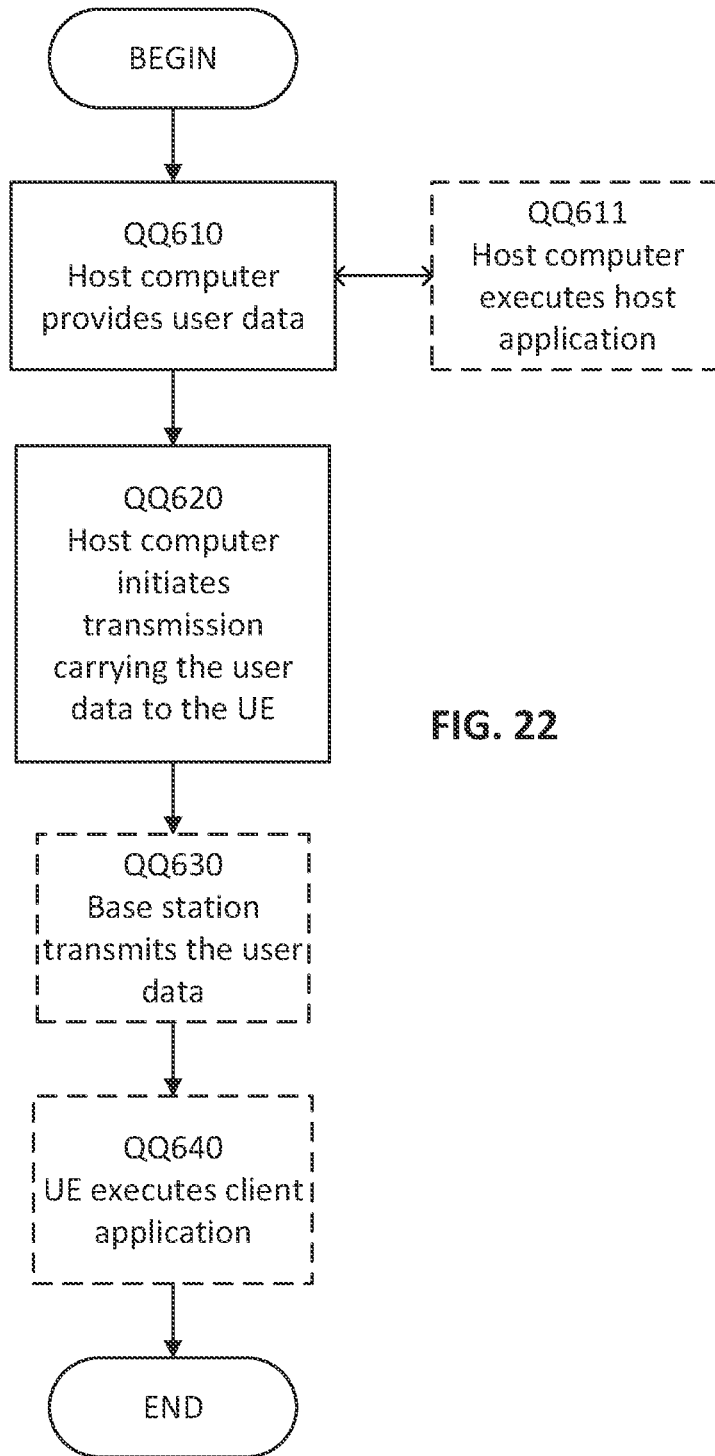 BEGIN
QQ610
Host computer
provides user data
QQ611
Host computer
executes host
application
QQ620
Host computer
initiates
transmission
carrying the user
data to the UE
FIG. 22
QQ630
Base station
transmits the user
data
QQ640
UE executes client
application
END